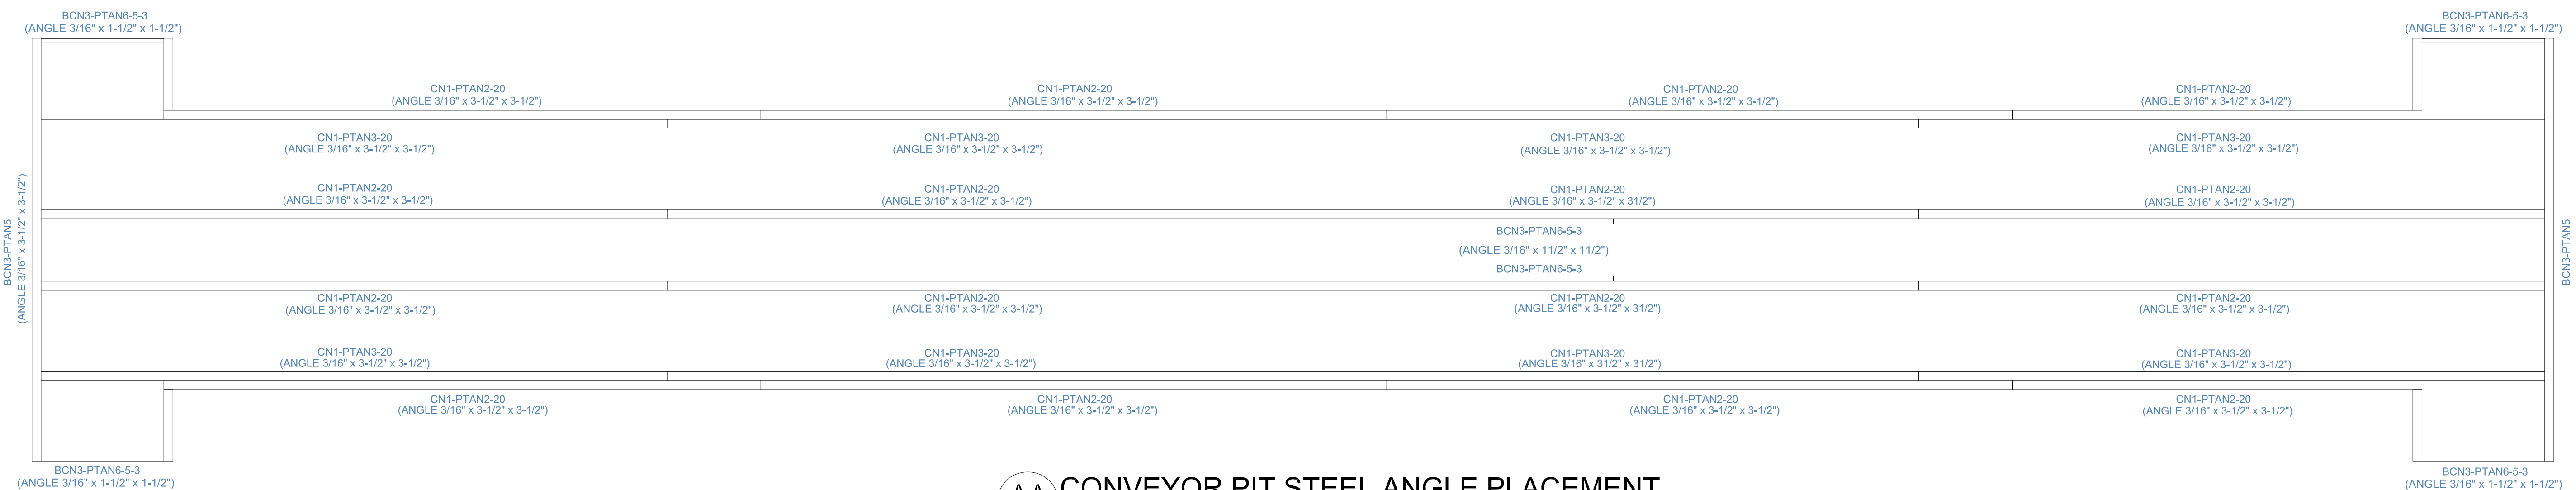 BCN3-PTAN6-5-3
(ANGLE 3/16" x 1-1/2" x 1-1/2")
BCN3-PTAN6-5-3
(ANGLE 3/16" x 1-1/2" x 1-1/2")
CN1-PTAN2-20
(ANGLE 3/16" x 3-1/2" x 3-1/2")
CN1-PTAN2-20
(ANGLE 3/16" x 3-1/2" x 3-1/2")
CN1-PTAN2-20
(ANGLE 3/16" x 3-1/2" x 3-1/2")
CN1-PTAN2-20
(ANGLE 3/16" x 3-1/2" x 3-1/2")
CN1-PTAN3-20
(ANGLE 3/16" x 3-1/2" x 3-1/2")
CN1-PTAN3-20
(ANGLE 3/16" x 3-1/2" x 3-1/2")
CN1-PTAN3-20
(ANGLE 3/16" x 3-1/2" x 3-1/2")
CN1-PTAN3-20
(ANGLE 3/16" x 3-1/2" x 3-1/2")
CN1-PTAN2-20
(ANGLE 3/16" x 3-1/2" x 3-1/2")
CN1-PTAN2-20
(ANGLE 3/16" x 3-1/2" x 3-1/2")
CN1-PTAN2-20
(ANGLE 3/16" x 3-1/2" x 31/2")
CN1-PTAN2-20
(ANGLE 3/16" x 3-1/2" x 3-1/2")
BCN3-PTAN5
(ANGLE 3/16" x 3-1/2" x 3-1/2")
BCN3-PTAN6-5-3
(ANGLE 3/16" x 11/2" x 11/2")
BCN3-PTAN6-5-3
BCN3-PTAN5
CN1-PTAN2-20
(ANGLE 3/16" x 3-1/2" x 3-1/2")
CN1-PTAN2-20
(ANGLE 3/16" x 3-1/2" x 3-1/2")
CN1-PTAN2-20
(ANGLE 3/16" x 3-1/2" x 31/2")
CN1-PTAN2-20
(ANGLE 3/16" x 3-1/2" x 3-1/2")
CN1-PTAN3-20
(ANGLE 3/16" x 3-1/2" x 3-1/2")
CN1-PTAN3-20
(ANGLE 3/16" x 3-1/2" x 3-1/2")
CN1-PTAN3-20
(ANGLE 3/16" x 31/2" x 31/2")
CN1-PTAN3-20
(ANGLE 3/16" x 3-1/2" x 3-1/2")
CN1-PTAN2-20
(ANGLE 3/16" x 3-1/2" x 3-1/2")
CN1-PTAN2-20
(ANGLE 3/16" x 3-1/2" x 3-1/2")
CN1-PTAN2-20
(ANGLE 3/16" x 3-1/2" x 3-1/2")
CN1-PTAN2-20
(ANGLE 3/16" x 3-1/2" x 3-1/2")
BCN3-PTAN6-5-3
(ANGLE 3/16" x 1-1/2" x 1-1/2")
BCN3-PTAN6-5-3
(ANGLE 3/16" x 1-1/2" x 1-1/2")
AA CONVEYOR PIT STEEL ANGLE PLACEMENT